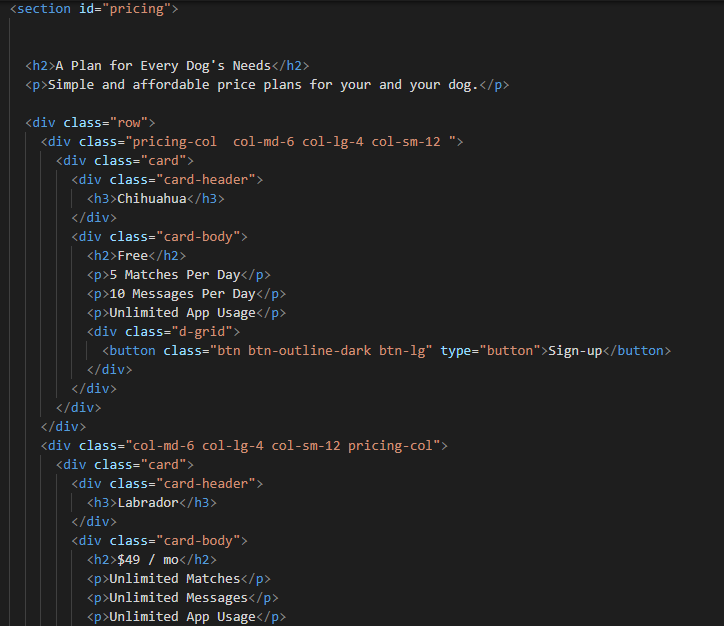 <section id="pricing">
<h2>A Plan for Every Dog's Needs</h2>
<p>Simple and affordable price plans for your and your dog.</p>
<div class="row">
<div class="pricing-col  col-md-6 col-lg-4 col-sm-12 ">
<div class="card">
<div class="card-header">
<h3>Chihuahua</h3>
</div>
<div class="card-body">
<h2>Free</h2>
<p>5 Matches Per Day</p>
<p>10 Messages Per Day</p>
<p>Unlimited App Usage</p>
<div class="d-grid">
<button class="btn btn-outline-dark btn-lg" type="button">Sign-up</button>
</div>
</div>
</div>
</div>
<div class="col-md-6 col-lg-4 col-sm-12 pricing-col">
<div class="card">
<div class="card-header">
<h3>Labrador</h3>
</div>
<div class="card-body">
<h2>$49 / mo</h2>
<p>Unlimited Matches</p>
<p>Unlimited Messages</p>
<p>Unlimited App Usage</p>